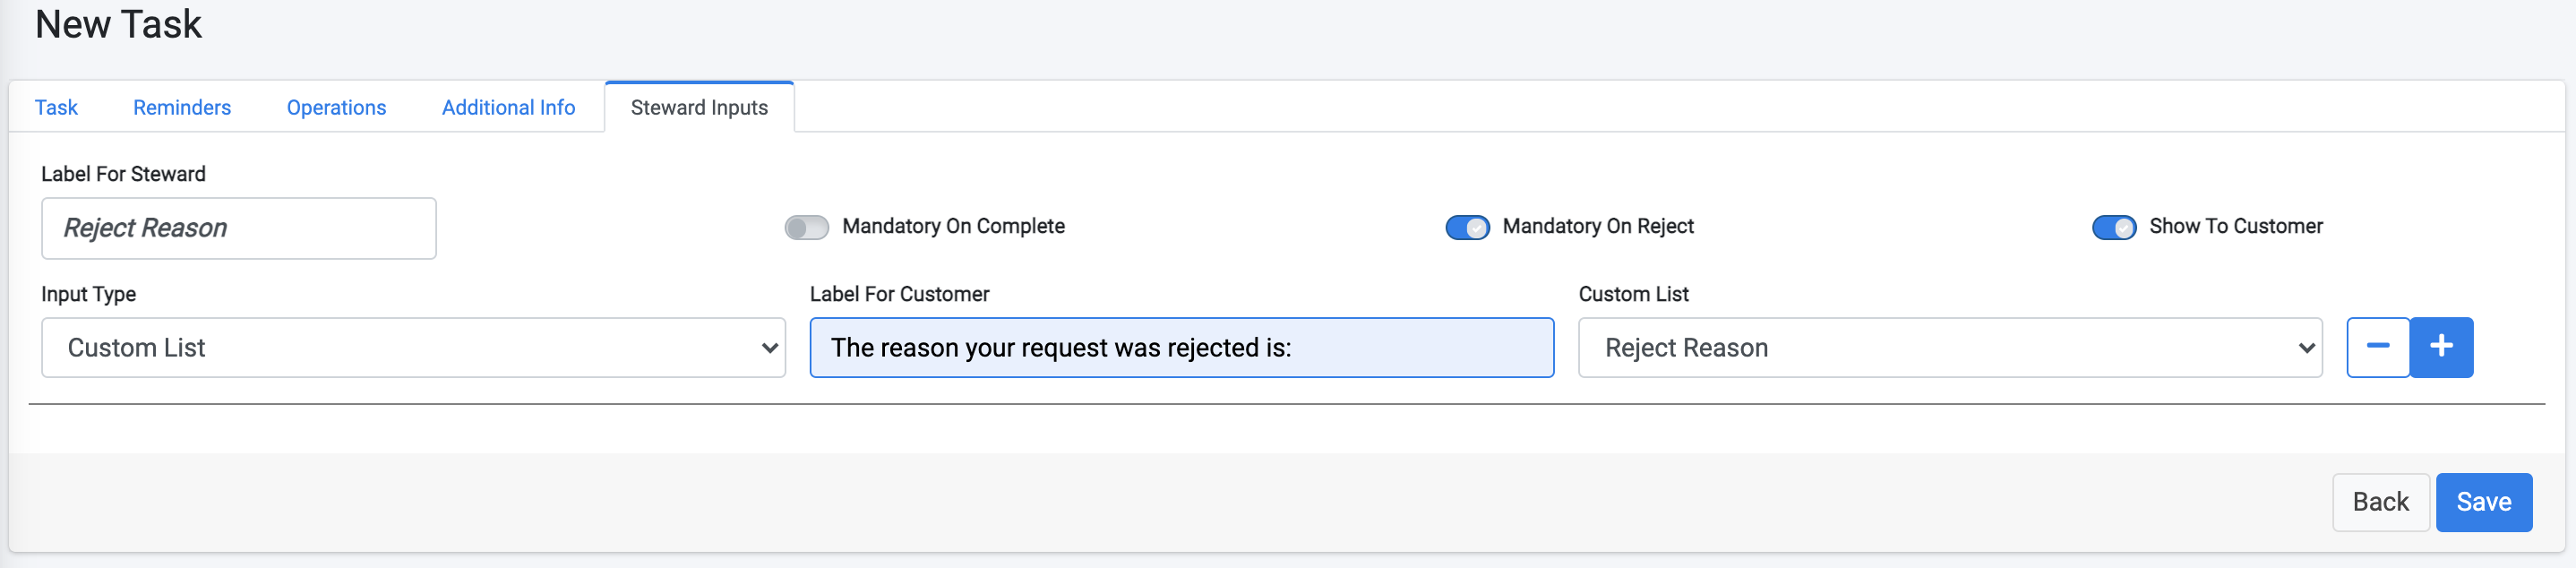 New Task
Task Reminders Operations Additional Info Steward Inputs
Label For Steward
Reject Reason Mandatory On Complete Mandatory On Reject Show To Customer
Input Type Label For Customer Custom List
Custom List The reason your request was rejected is: Reject Reason
Back Save